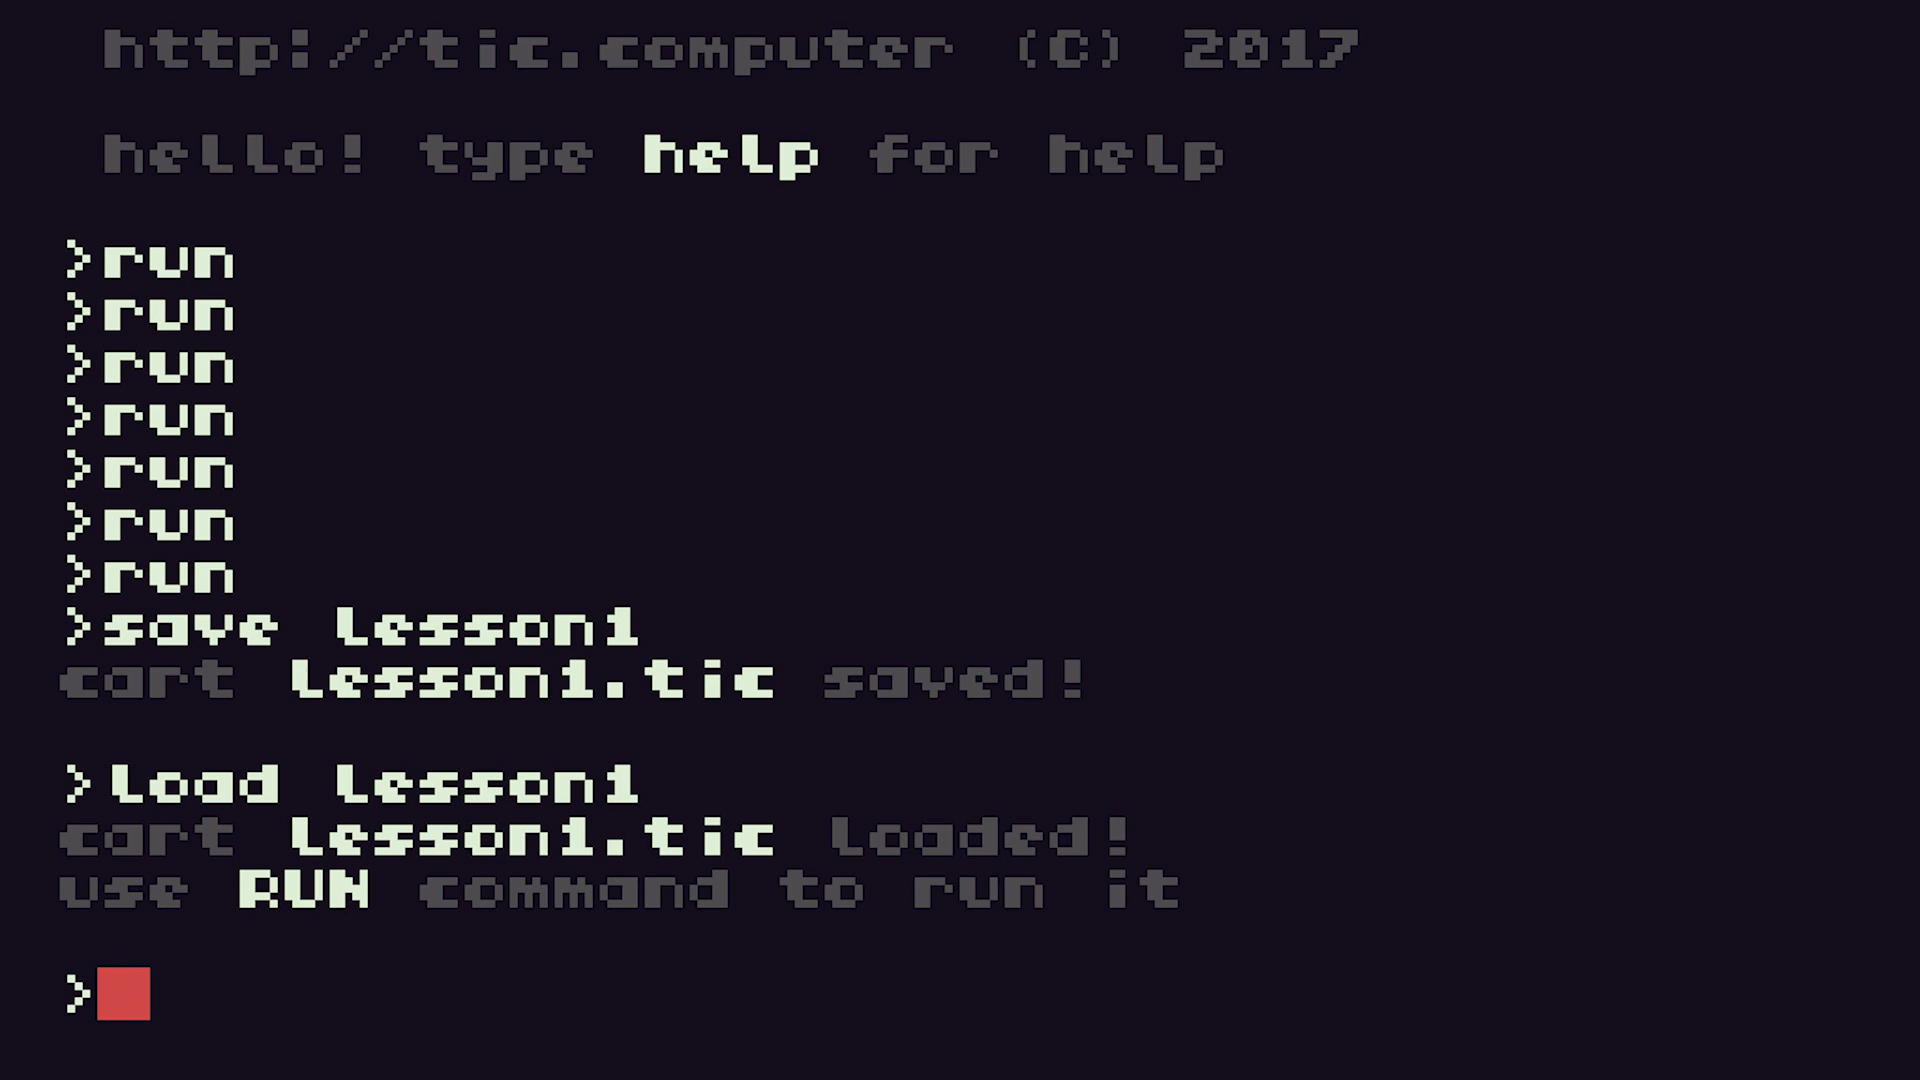 http://tic.computer (C) 2017
hello! type help for help
>run
>run
>run
>run
>run
>run
>run
>save lesson1
cart lesson1.tic saved!
>load lesson1
cart lesson1.tic loaded!
use RUN command to run it
>